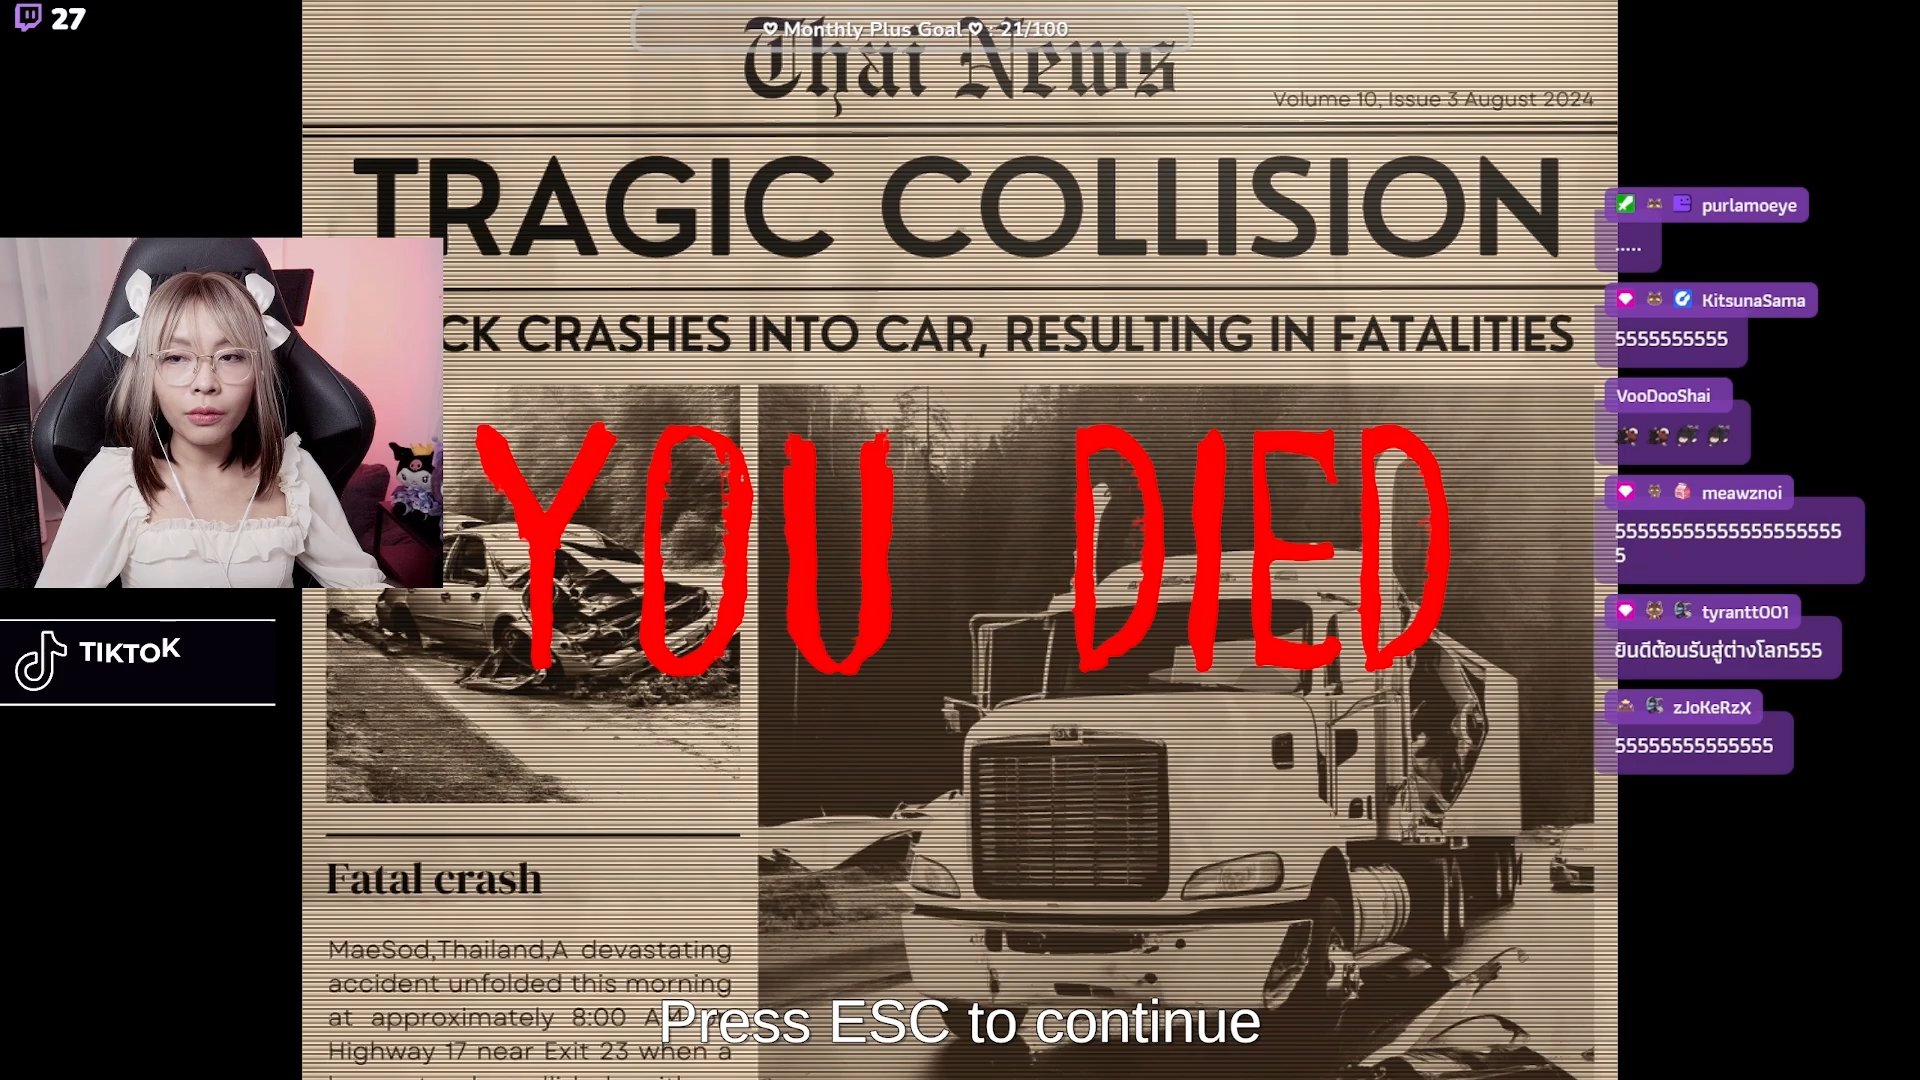 27
♡ Monthly Plus Goal ♡ : 21/100
Thai News
Volume 10, Issue 3 August 2024
TRAGIC COLLISION
CK CRASHES INTO CAR, RESULTING IN FATALITIES
YOU DIED
TIKTOK
Fatal crash
MaeSod,Thailand,A devastating
accident unfolded this morning
at approximately 8:00 AM
Highway 17 near Exit 23 when a
Press ESC to continue
purlamoeye
.....
KitsunaSama
5555555555
VooDooShai
meawznoi
55555555555555555555
5
tyrantt001
ยินดีต้อนรับสู่ต่างโลก555
zJoKeRzX
55555555555555